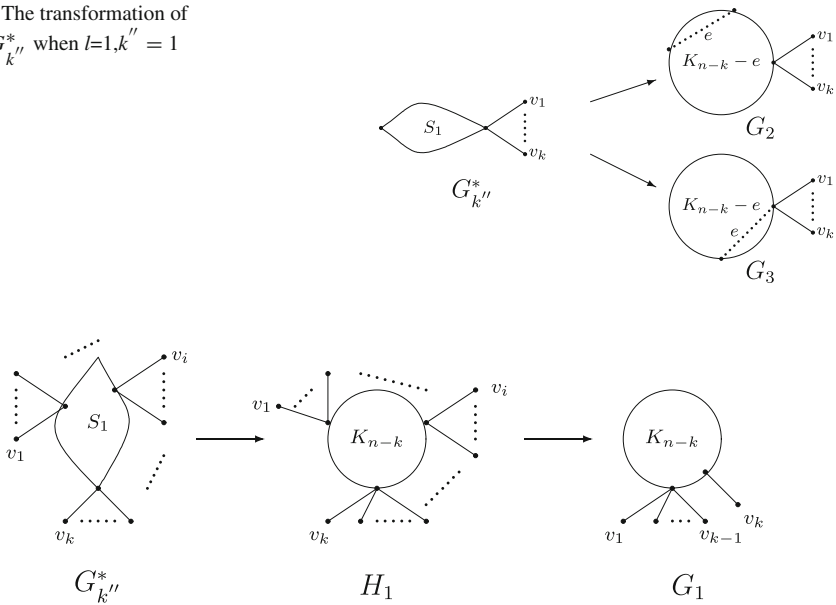 The transformation of
G*k'' when l=1,k'' = 1
e
Kn−k − e
v1
vk
G2
S1
v1
vk
G*k''
Kn−k − e
e
v1
vk
G3
vi
S1
v1
vk
G*k''
v1
vi
Kn−k
vk
H1
Kn−k
v1
vk−1
vk
G1